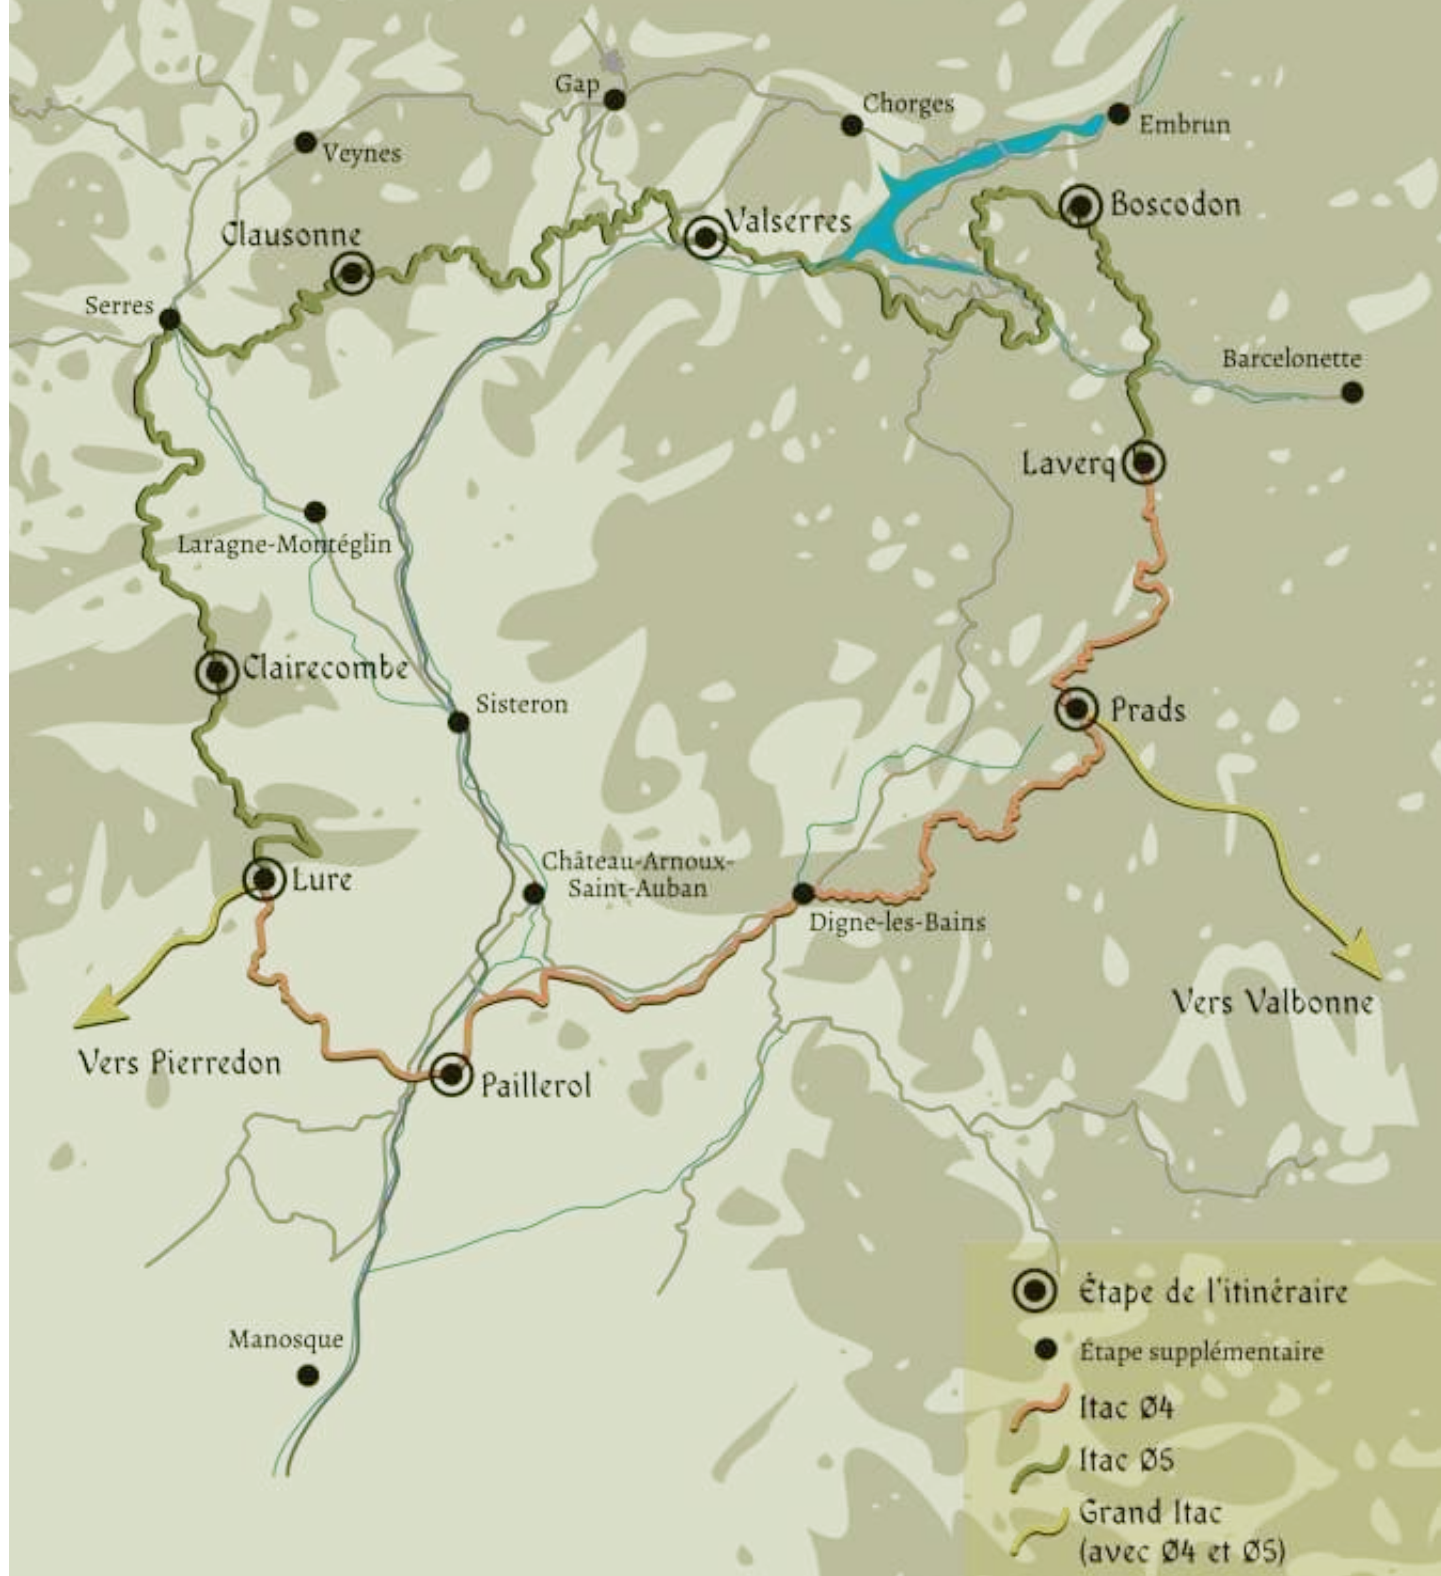 Gap
Chorges
Embrun
Veynes
Boscodon
Valserres
Clausonne
Serres
Barcelonette
Laverq
Laragne-Montéglin
Clairecombe
Sisteron
Prads
Château-Arnoux-
Saint-Auban
Lure
Digne-les-Bains
Vers Valbonne
Vers Pierredon
Paillerol
Manosque
Étape de l'itinéraire
Étape supplémentaire
Itac Ø4
Itac Ø5
Grand Itac
(avec Ø4 et Ø5)